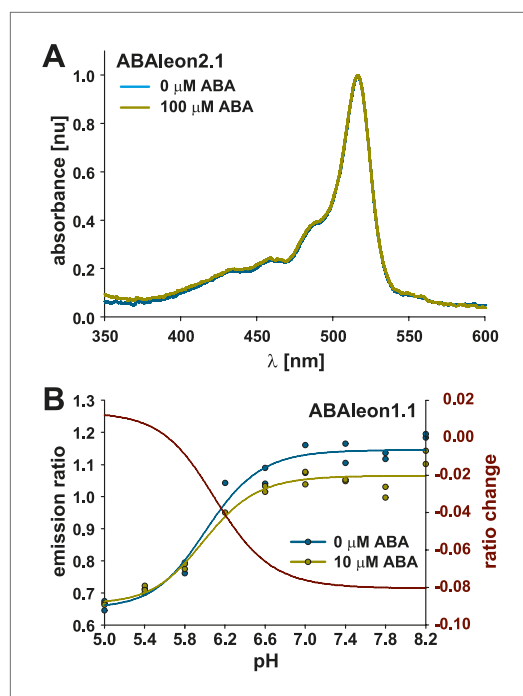 A
ABAleon2.1
0 µM ABA
100 µM ABA
absorbance [nu]
1.0
0.8
0.6
0.4
0.2
0.0
350 400 450 500 550 600
λ [nm]
B
ABAleon1.1
emission ratio
1.3
1.2
1.1
1.0
0.9
0.8
0.7
0.6
0 µM ABA
10 µM ABA
0.02
0.00
-0.02
-0.04
-0.06
-0.08
-0.10
ratio change
5.0 5.4 5.8 6.2 6.6 7.0 7.4 7.8 8.2
pH